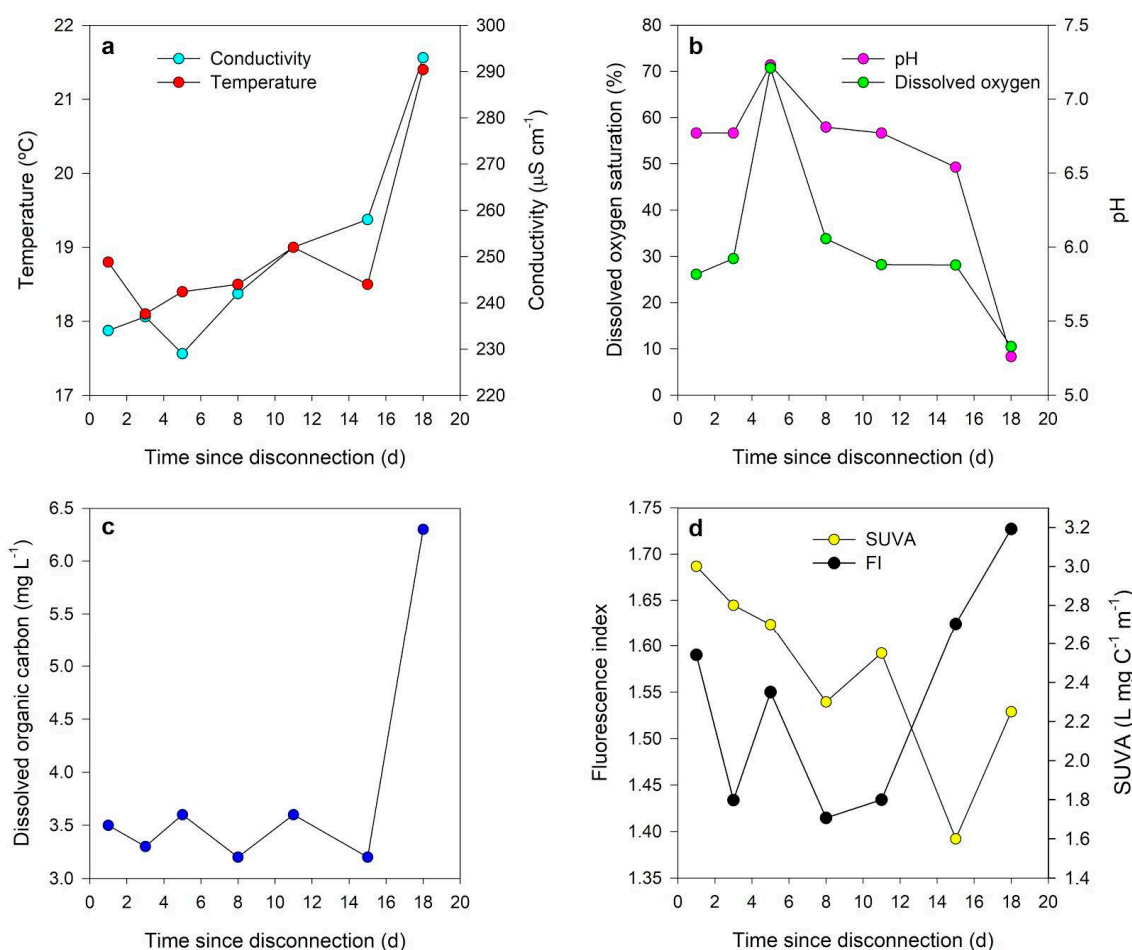 a
Conductivity
Temperature
22
21
20
19
18
17
Temperature (ºC)
300
290
280
270
260
250
240
230
220
Conductivity (µS cm⁻¹)
0 2 4 6 8 10 12 14 16 18 20
Time since disconnection (d)
b
pH
Dissolved oxygen
80
70
60
50
40
30
20
10
0
Dissolved oxygen saturation (%)
7.5
7.0
6.5
6.0
5.5
5.0
pH
0 2 4 6 8 10 12 14 16 18 20
Time since disconnection (d)
c
6.5
6.0
5.5
5.0
4.5
4.0
3.5
3.0
Dissolved organic carbon (mg L⁻¹)
0 2 4 6 8 10 12 14 16 18 20
Time since disconnection (d)
d
SUVA
FI
1.75
1.70
1.65
1.60
1.55
1.50
1.45
1.40
1.35
Fluorescence index
3.2
3.0
2.8
2.6
2.4
2.2
2.0
1.8
1.6
1.4
SUVA (L mg C⁻¹ m⁻¹)
0 2 4 6 8 10 12 14 16 18 20
Time since disconnection (d)